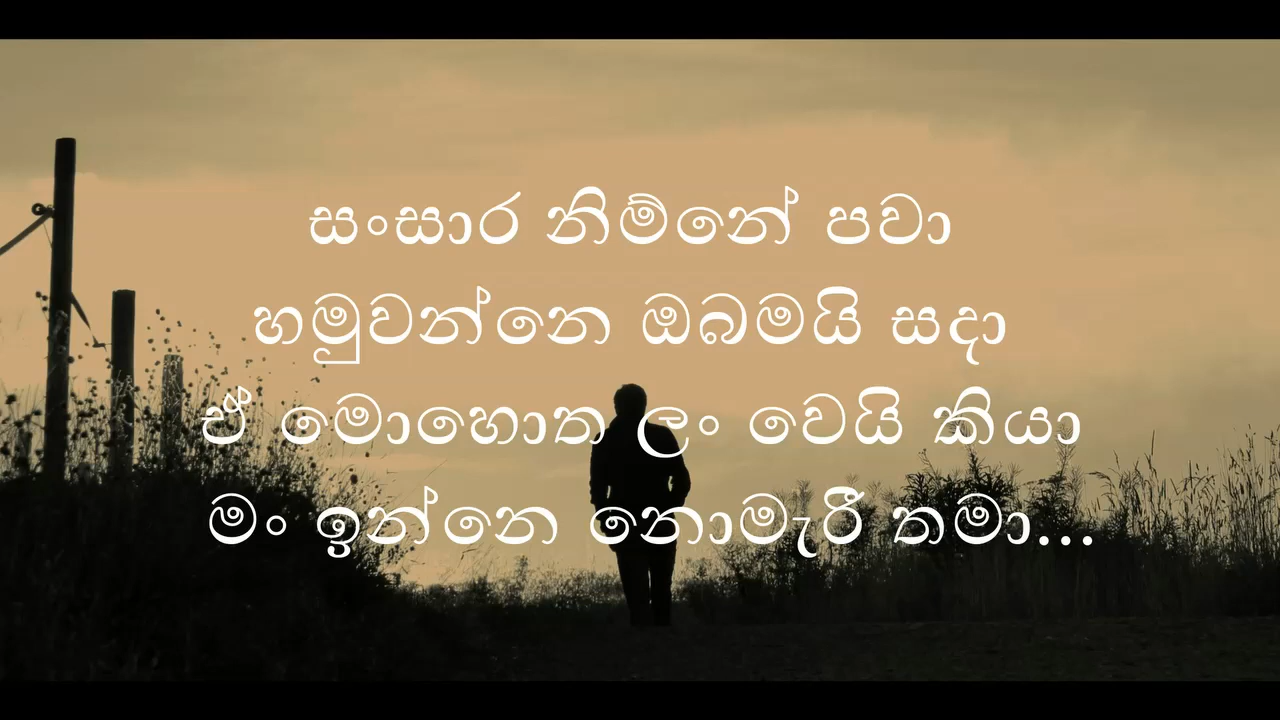 සංසාර නිම්නේ පවා
හමුවන්නෙ ඔබමයි සදා
ඒ මොහොත ලං වෙයි කියා
මං ඉන්නෙ නොමැරී තමා...